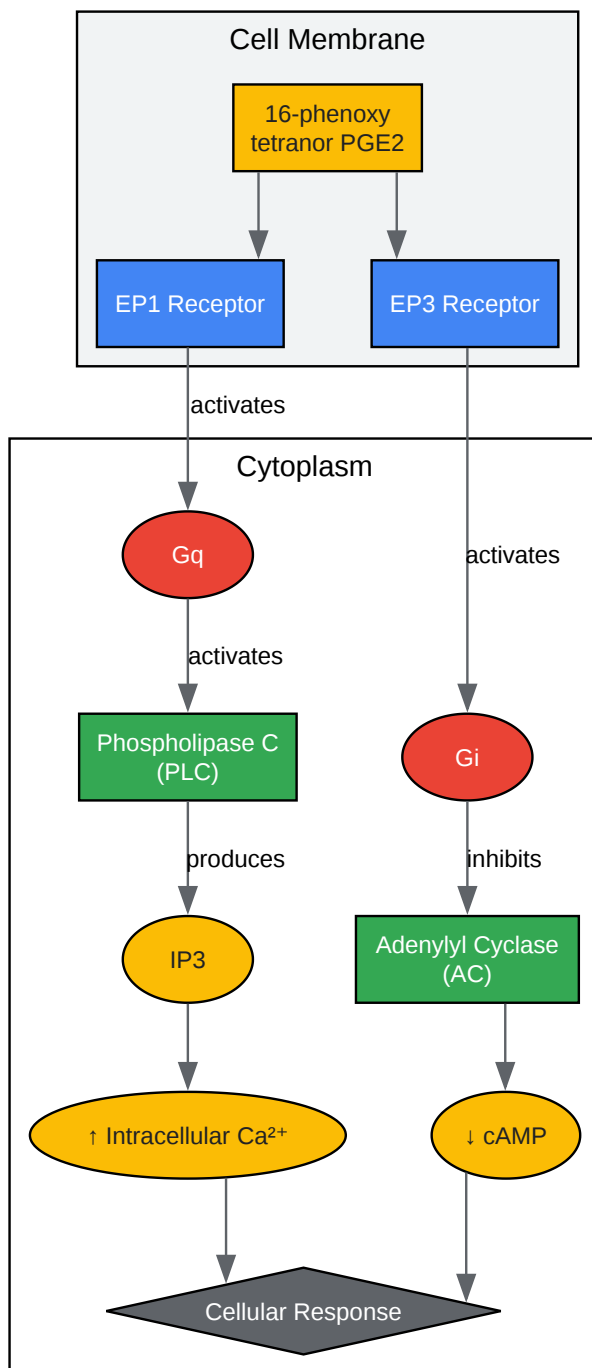 Cell Membrane
16-phenoxy
tetranor PGE2
EP1 Receptor
EP3 Receptor
activates
Cytoplasm
Gq
activates
activates
Phospholipase C
(PLC)
Gi
produces
inhibits
IP3
Adenylyl Cyclase
(AC)
↑ Intracellular Ca²⁺
↓ cAMP
Cellular Response